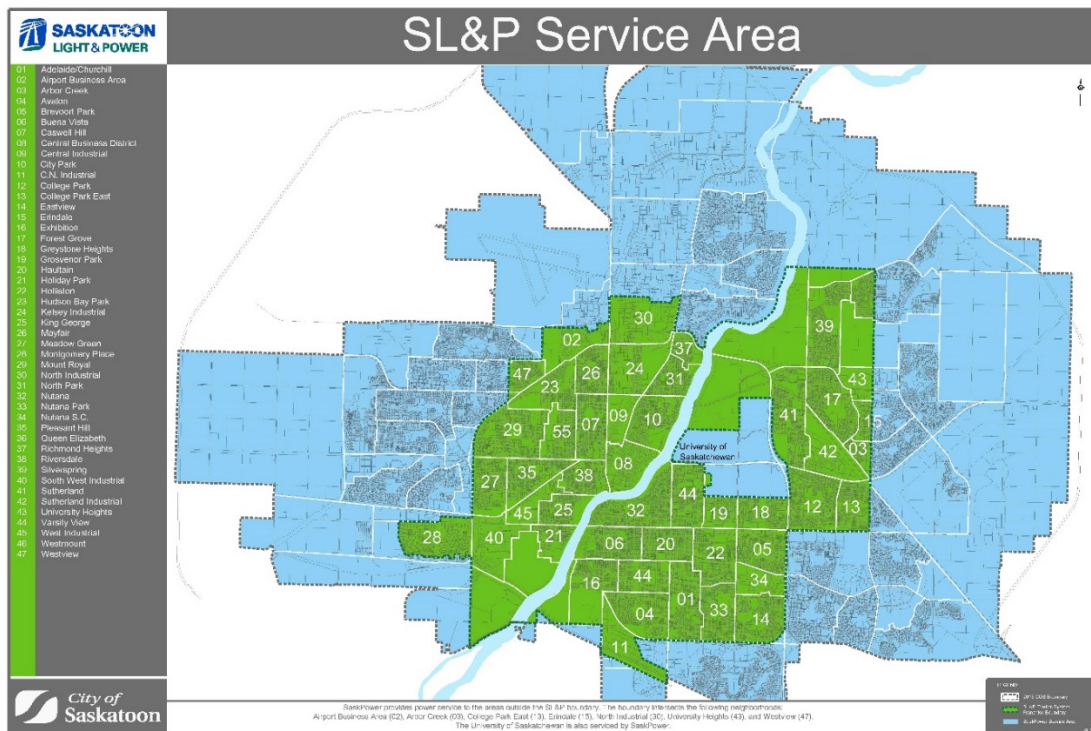 SASKATOON
LIGHT & POWER
SL&P Service Area
01 Adelaide/Churchill
02 Airport Business Area
03 Arbor Creek
04 Avalon
05 Brevoort Park
06 Buena Vista
07 Caswell Hill
08 Central Business District
09 Central Industrial
10 City Park
11 C.N. Industrial
12 College Park
13 College Park East
14 Eastview
15 Erindale
16 Exhibition
17 Forest Grove
18 Greystone Heights
19 Grosvenor Park
20 Haultain
21 Holiday Park
22 Holliston
23 Hudson Bay Park
24 Kelsey Industrial
25 King George
26 Mayfair
27 Meadow Green
28 Montgomery Place
29 Mount Royal
30 North Industrial
31 North Park
32 Nutana
33 Nutana Park
34 Nutana S.C.
35 Pleasant Hill
36 Queen Elizabeth
37 Richmond Heights
38 Riversdale
39 Silverspring
40 South West Industrial
41 Sutherland
42 Sutherland Industrial
43 University Heights
44 Varsity View
45 West Industrial
46 Westmount
47 Westview
30
39
02
37
47
26
24
43
23
31
17
09
41
29
55
07
10
15
42
03
University of
Saskatchewan
08
27
35
38
44
45
25
32
19
18
12
13
28
40
21
06
20
22
05
16
44
01
34
04
33
14
11
City of
Saskatoon
SaskPower provides power service to the areas outside the SL&P boundary. The boundary intersects the following neighborhoods:
Airport Business Area (02), Arbor Creek (03), College Park East (13), Erindale (15), North Industrial (30), University Heights (43), and Westview (47).
The University of Saskatchewan is also serviced by SaskPower.